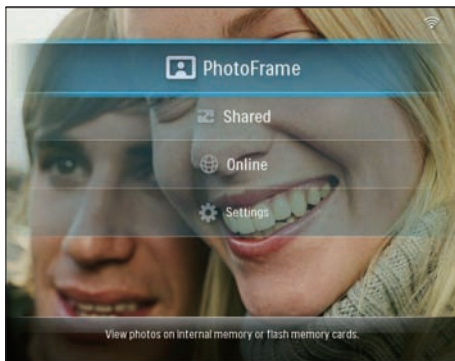 PhotoFrame
Shared
Online
Settings
View photos on internal memory or flash memory cards.